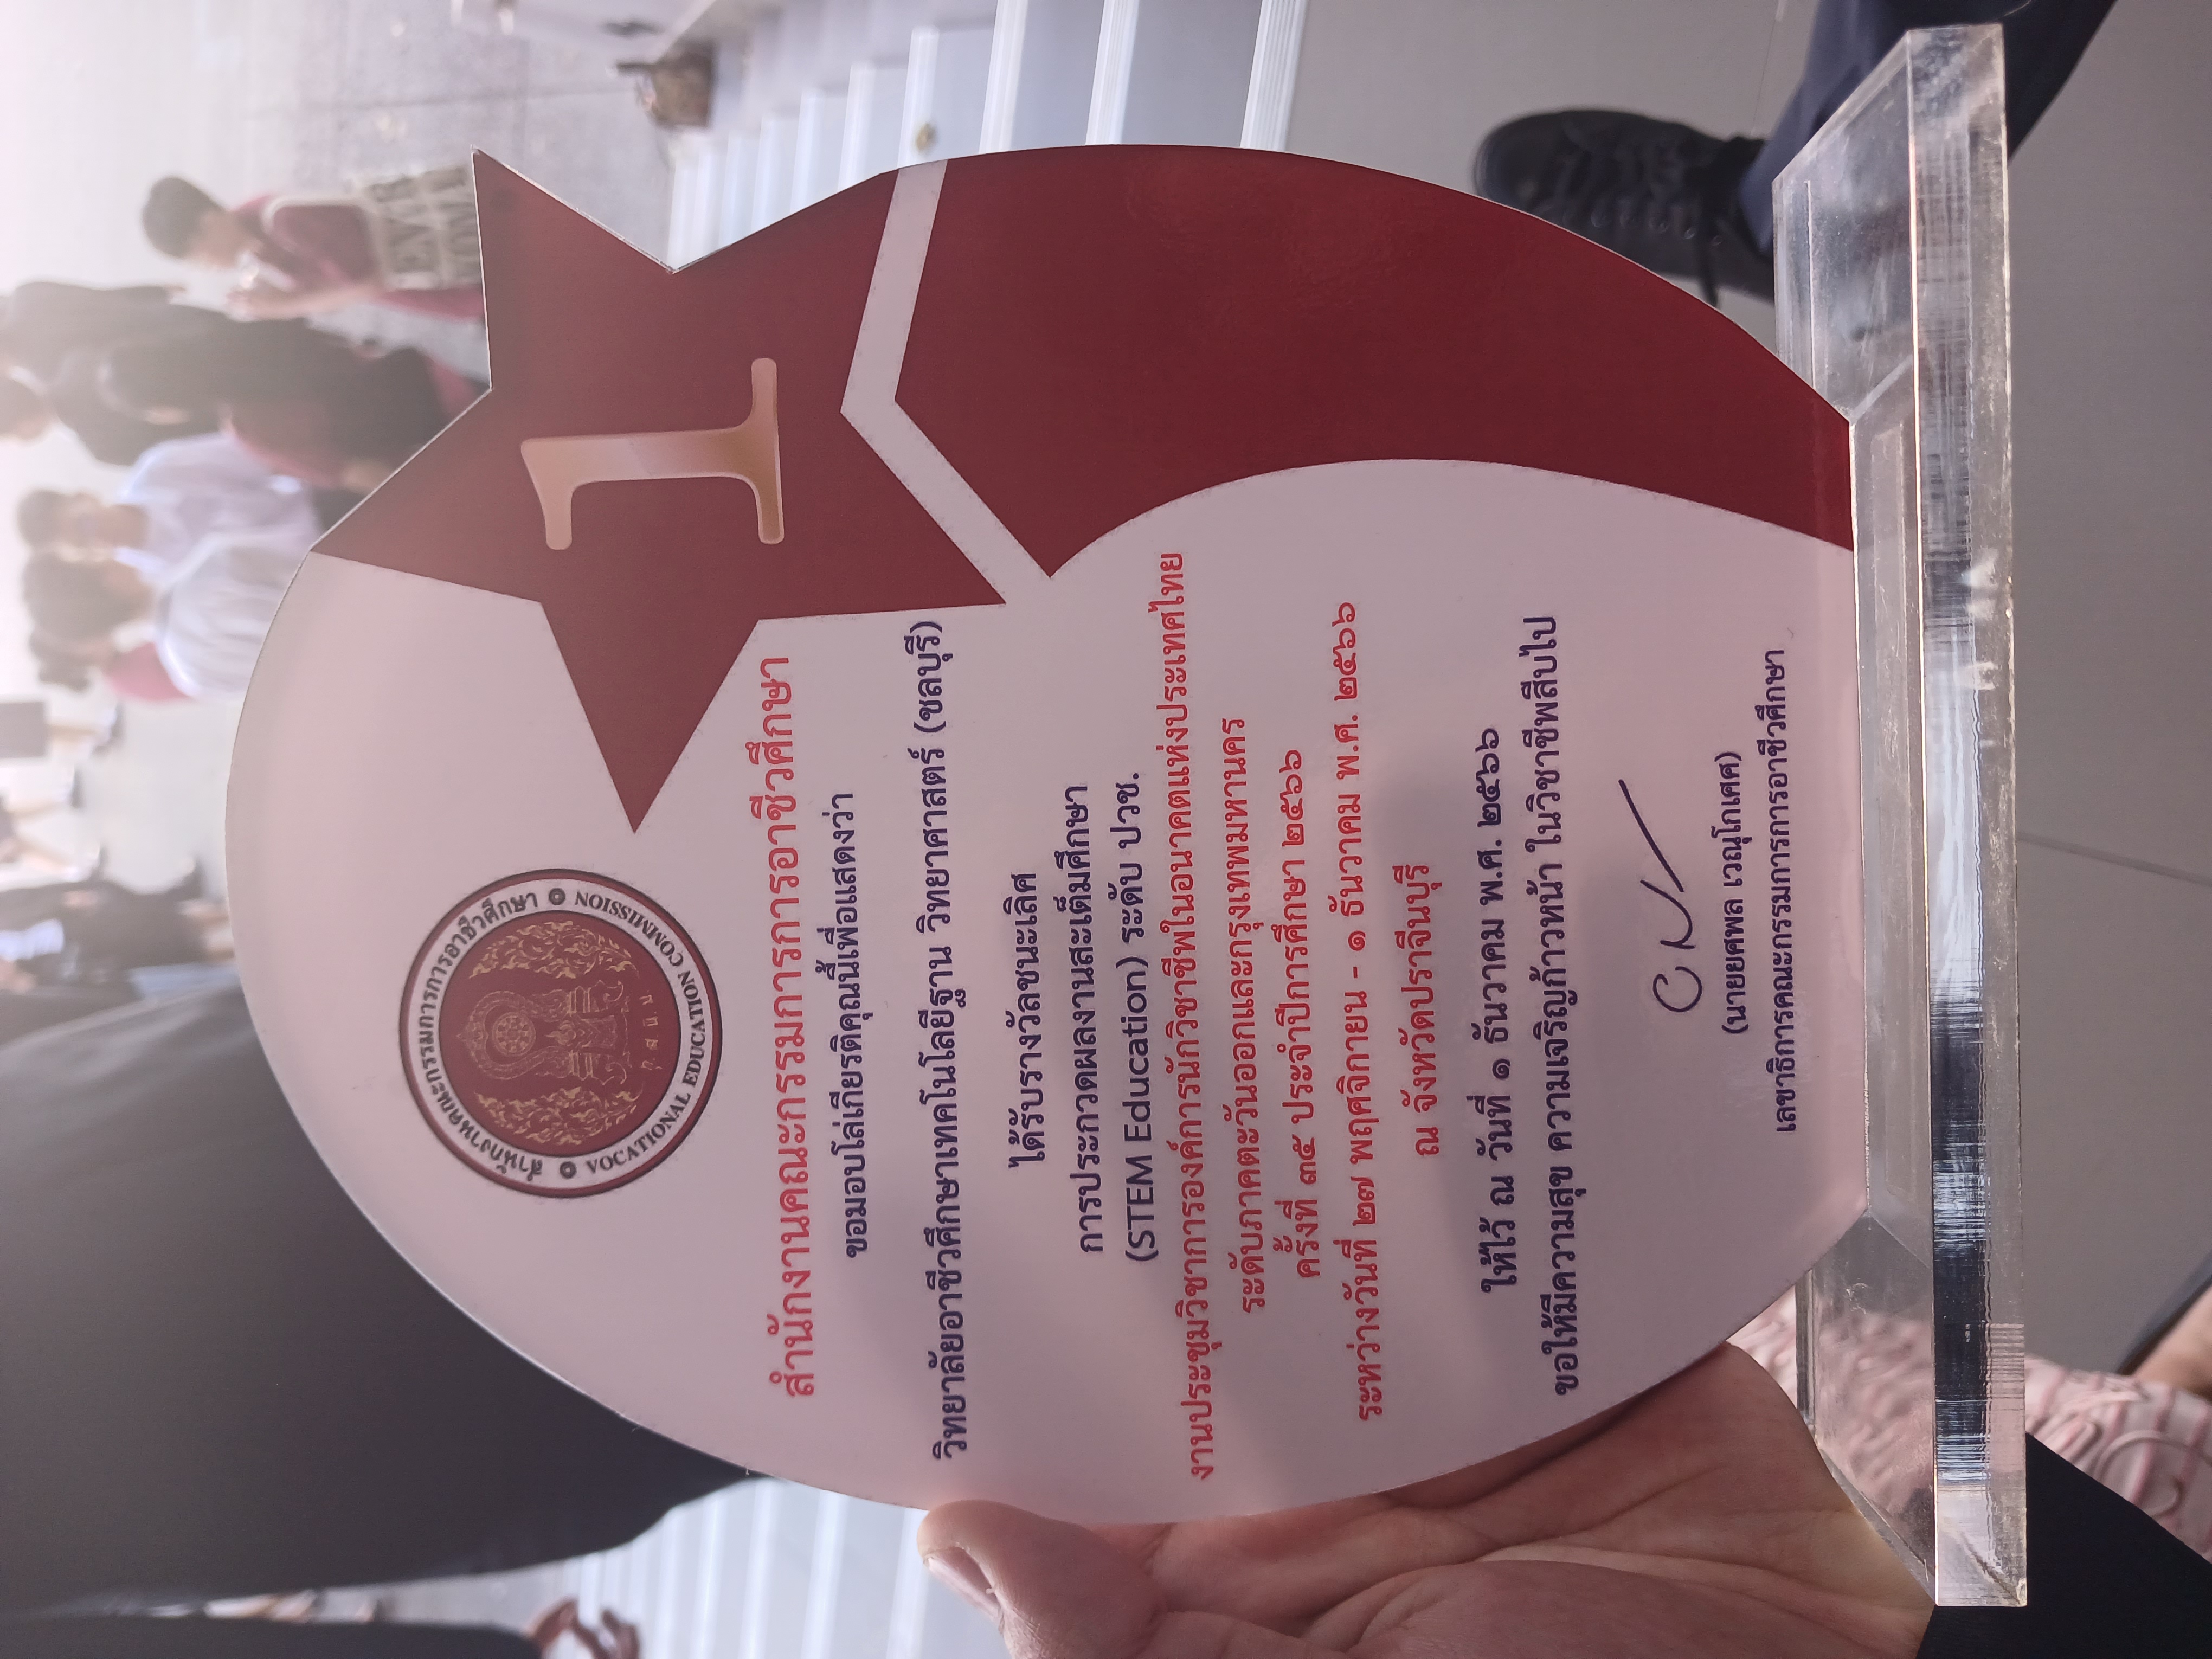 สำนักงานคณะกรรมการการอาชีวศึกษา
VOCATIONAL EDUCATION COMMISSION
ก. ส. นิ. ม.
1
สำนักงานคณะกรรมการการอาชีวศึกษา
ขอมอบโล่เกียรติคุณนี้เพื่อแสดงว่า
วิทยาลัยอาชีวศึกษาเทคโนโลยีฐาน วิทยาศาสตร์ (ชลบุรี)
ได้รับรางวัลชนะเลิศ
การประกวดผลงานสะเต็มศึกษา
(STEM Education) ระดับ ปวช.
งานประชุมวิชาการองค์การนักวิชาชีพในอนาคตแห่งประเทศไทย
ระดับภาคตะวันออกและกรุงเทพมหานคร
ครั้งที่ ๓๕ ประจำปีการศึกษา ๒๕๖๖
ระหว่างวันที่ ๒๗ พฤศจิกายน - ๑ ธันวาคม พ.ศ. ๒๕๖๖
ณ จังหวัดปราจีนบุรี
ให้ไว้ ณ วันที่ ๑ ธันวาคม พ.ศ. ๒๕๖๖
ขอให้มีความสุข ความเจริญก้าวหน้า ในวิชาชีพสืบไป
(นายยศพล เวณุโกเศศ)
เลขาธิการคณะกรรมการการอาชีวศึกษา